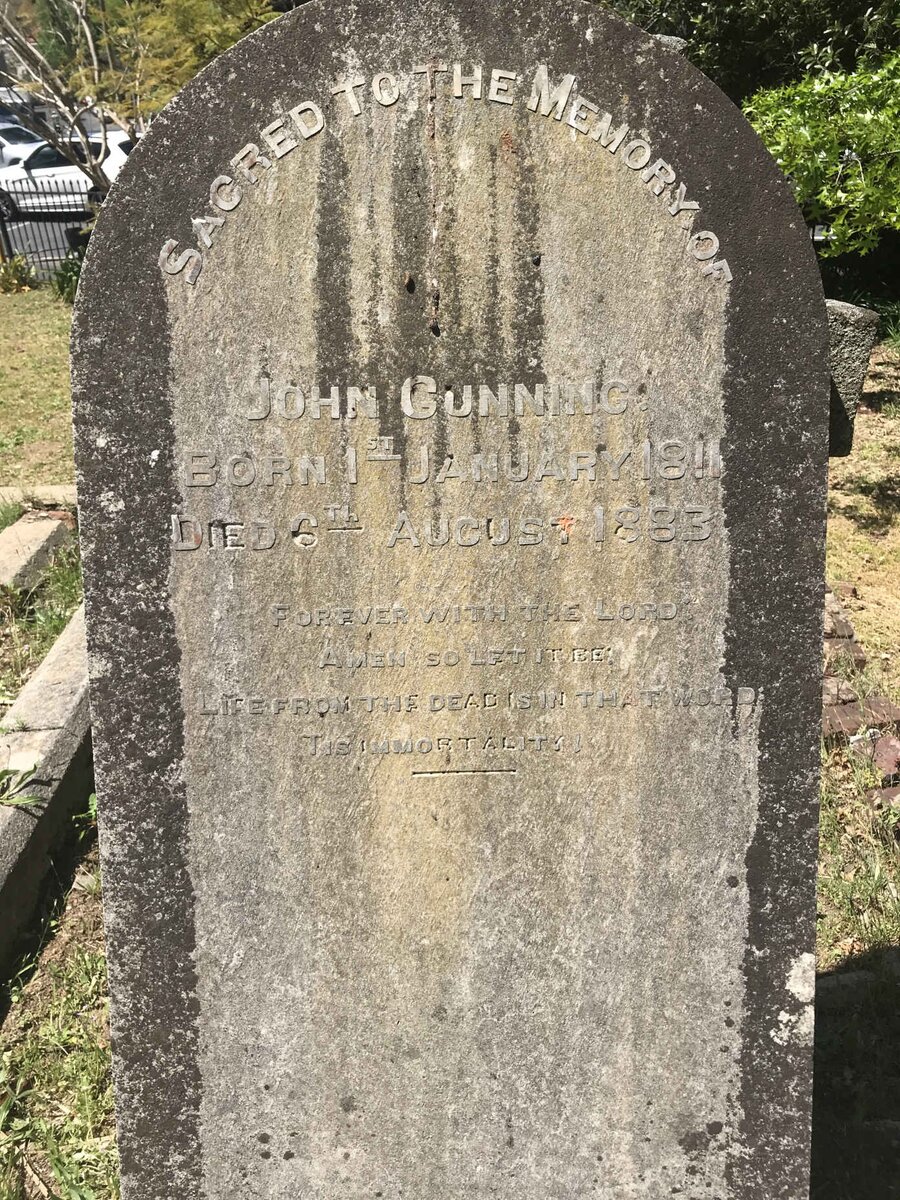 SACRED TO THE MEMORY OF
JOHN GUNNING.
BORN 1ST JANUARY 1811
DIED 6TH AUGUST 1883
FOREVER WITH THE LORD"
AMEN SO LET IT BE!
LIFE FROM THE DEAD IS IN THAT WORD
TIS IMMORTALITY!